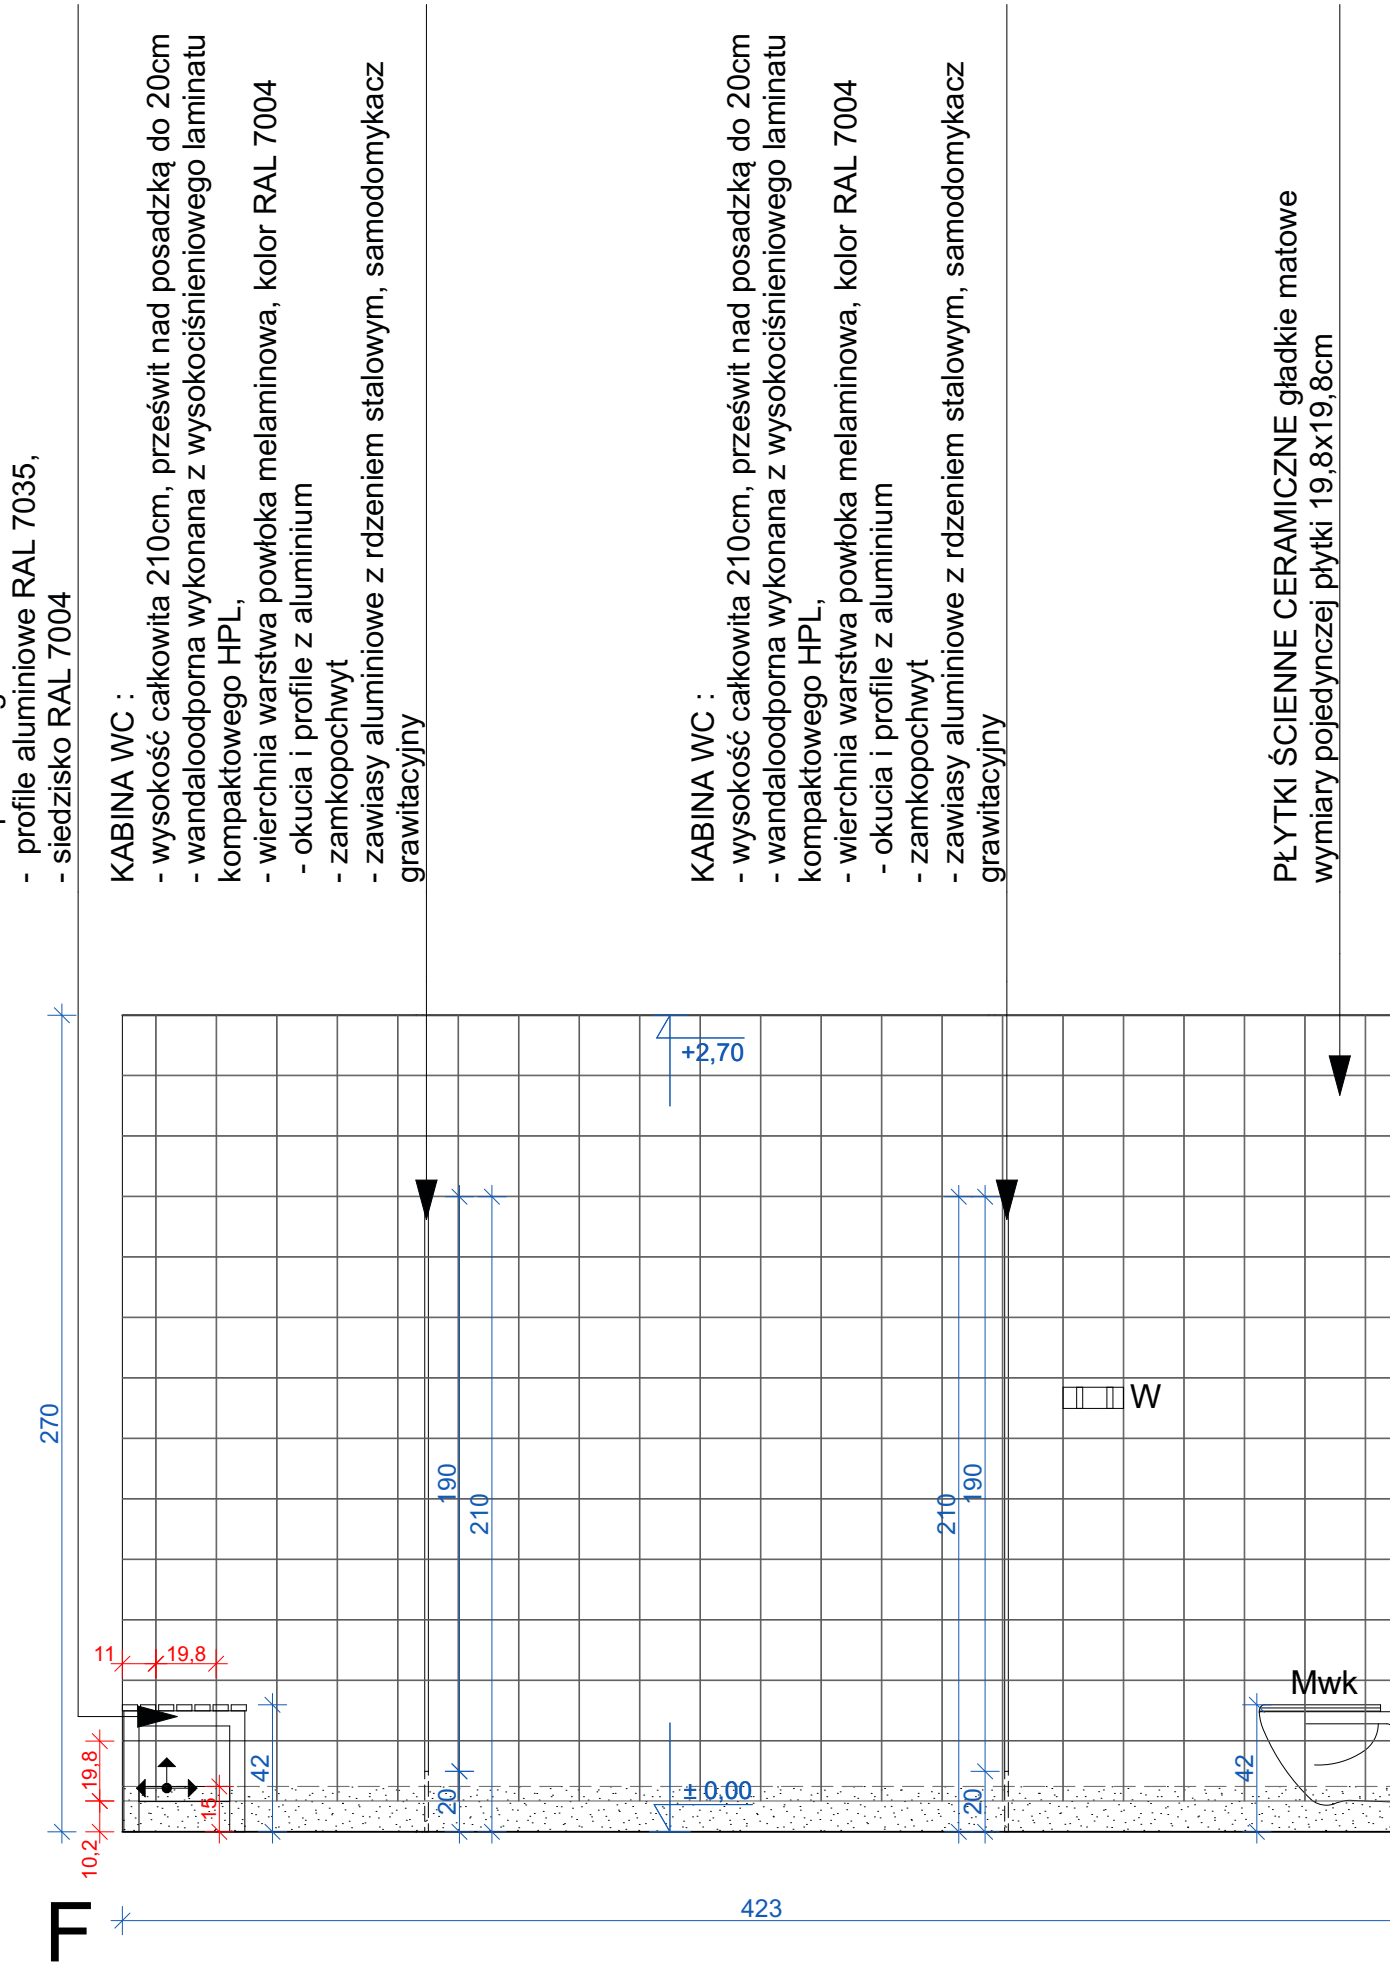 - profile aluminiowe RAL 7035,
- siedzisko RAL 7004
KABINA WC :
- wysokość całkowita 210cm, prześwit nad posadzką do 20cm
- wandaloodporna wykonana z wysokociśnieniowego laminatu
kompaktowego HPL,
- wierchnia warstwa powłoka melaminowa, kolor RAL 7004
- okucia i profile z aluminium
- zamkopochwyt
- zawiasy aluminiowe z rdzeniem stalowym, samodomykacz
grawitacyjny
KABINA WC :
- wysokość całkowita 210cm, prześwit nad posadzką do 20cm
- wandaloodporna wykonana z wysokociśnieniowego laminatu
kompaktowego HPL,
- wierchnia warstwa powłoka melaminowa, kolor RAL 7004
- okucia i profile z aluminium
- zamkopochwyt
- zawiasy aluminiowe z rdzeniem stalowym, samodomykacz
grawitacyjny
PŁYTKI ŚCIENNE CERAMICZNE gładkie matowe
wymiary pojedynczej płytki 19,8x19,8cm
+2,70
270
W
190
210
210
190
11
19,8
Mwk
19,8
42
15
20
± 0,00
20
42
10,2
F
423